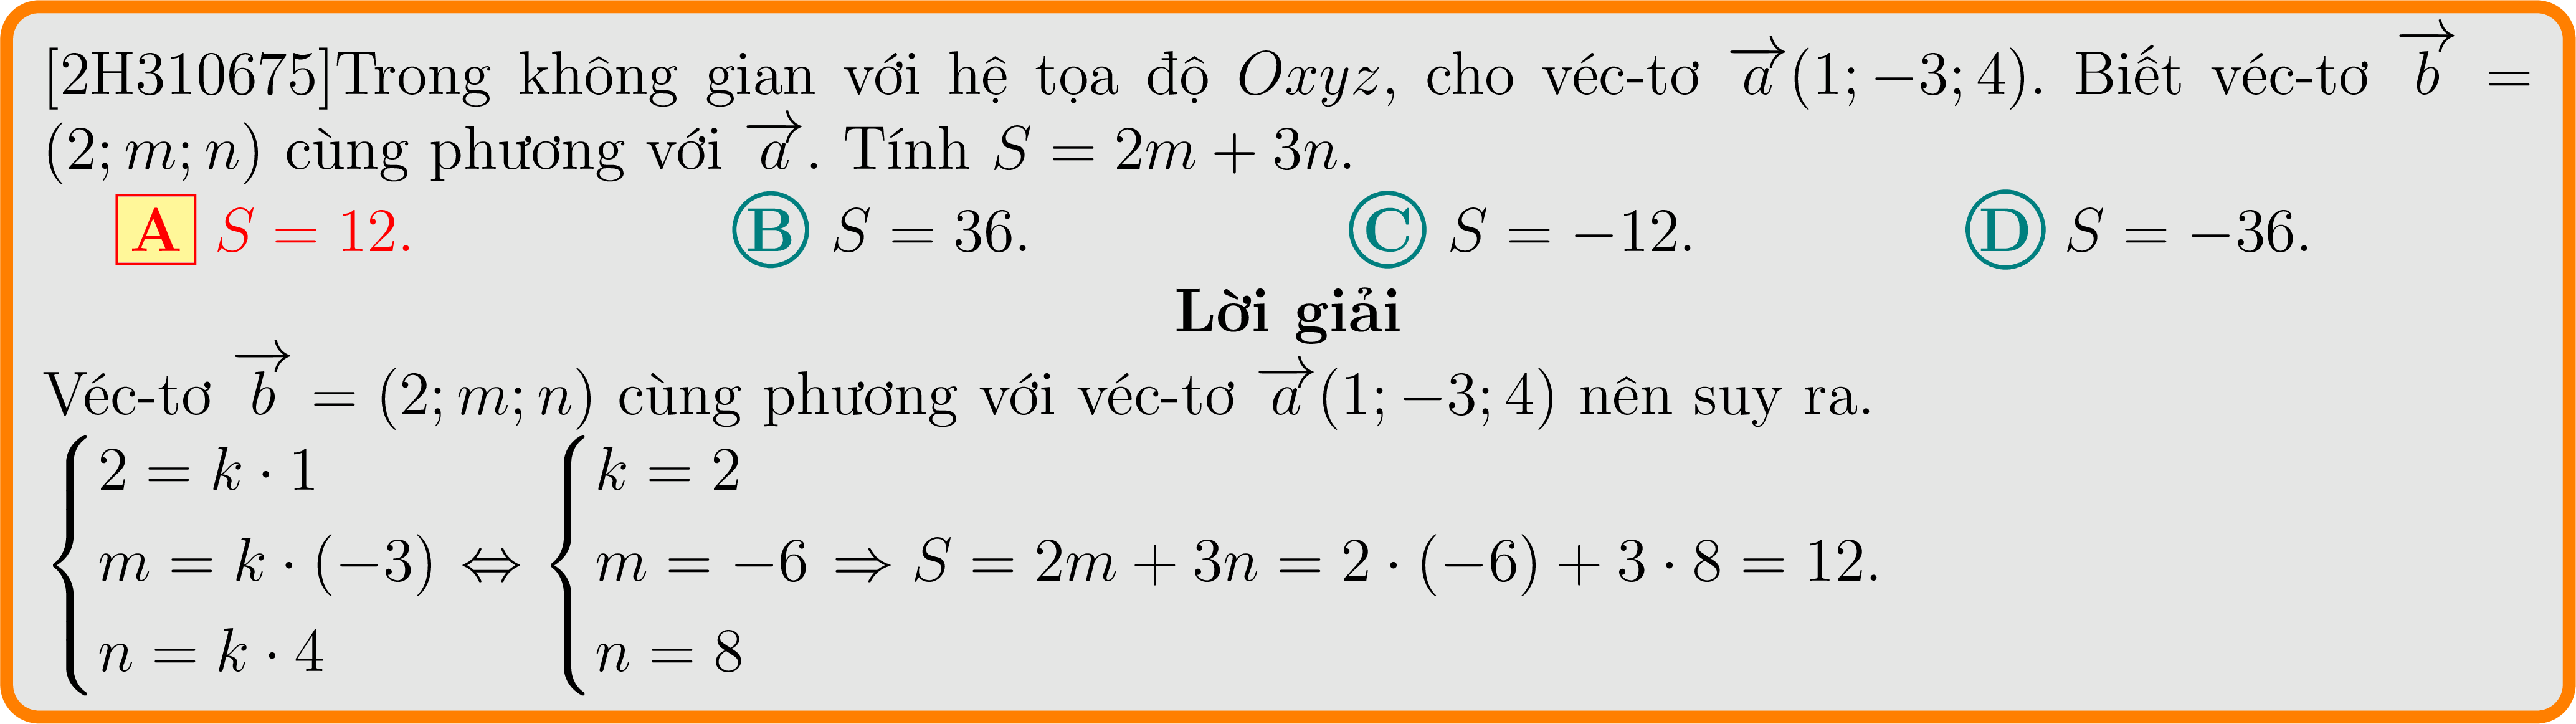 [2H310675]Trong không gian với hệ tọa độ Oxyz, cho véc-tơ $\overrightarrow{a}(1; -3; 4)$. Biết véc-tơ $\overrightarrow{b} =$
$(2; m; n)$ cùng phương với $\overrightarrow{a}$. Tính $S = 2m + 3n$.
A $S = 12$. B $S = 36$. C $S = -12$. D $S = -36$.
Lời giải
Véc-tơ $\overrightarrow{b} = (2; m; n)$ cùng phương với véc-tơ $\overrightarrow{a}(1; -3; 4)$ nên suy ra.
$\begin{cases} 2 = k \cdot 1 \\ m = k \cdot (-3) \\ n = k \cdot 4 \end{cases} \Leftrightarrow \begin{cases} k = 2 \\ m = -6 \\ n = 8 \end{cases} \Rightarrow S = 2m + 3n = 2 \cdot (-6) + 3 \cdot 8 = 12.$